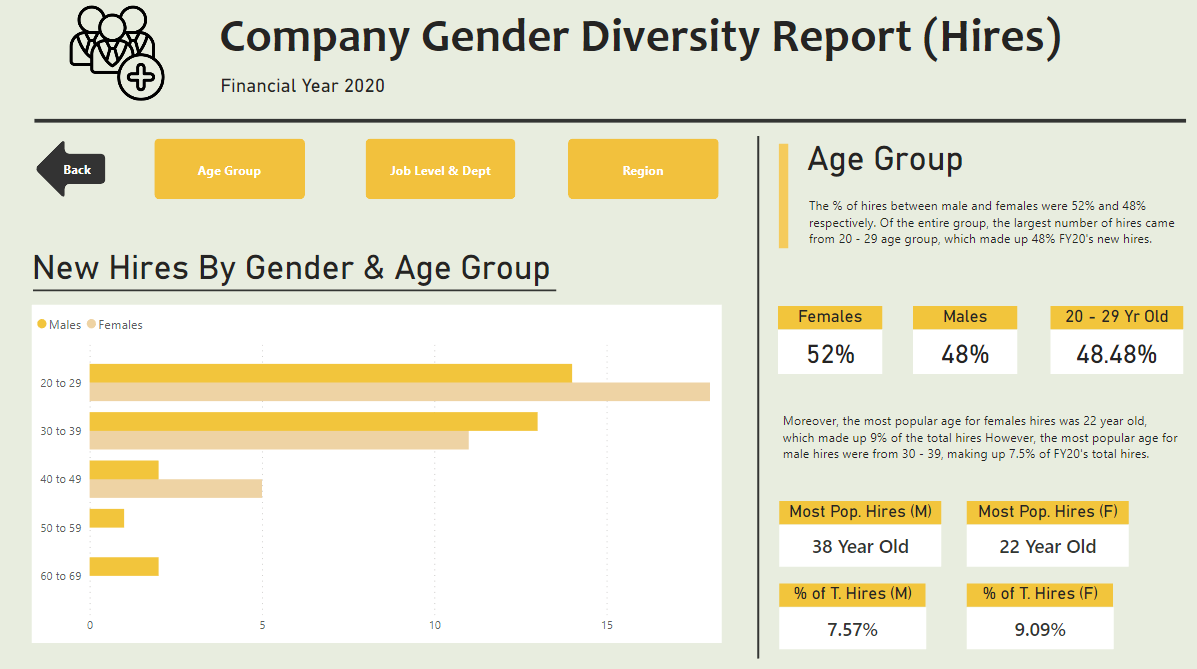 Company Gender Diversity Report (Hires)
Financial Year 2020
Back
Age Group
Job Level & Dept
Region
New Hires By Gender & Age Group
Males
Females
20 to 29
30 to 39
40 to 49
50 to 59
60 to 69
0
5
10
15
Age Group
The % of hires between male and females were 52% and 48%
respectively. Of the entire group, the largest number of hires came
from 20 - 29 age group, which made up 48% FY20's new hires.
Females
52%
Males
48%
20 - 29 Yr Old
48.48%
Moreover, the most popular age for females hires was 22 year old,
which made up 9% of the total hires However, the most popular age for
male hires were from 30 - 39, making up 7.5% of FY20's total hires.
Most Pop. Hires (M)
38 Year Old
Most Pop. Hires (F)
22 Year Old
% of T. Hires (M)
7.57%
% of T. Hires (F)
9.09%